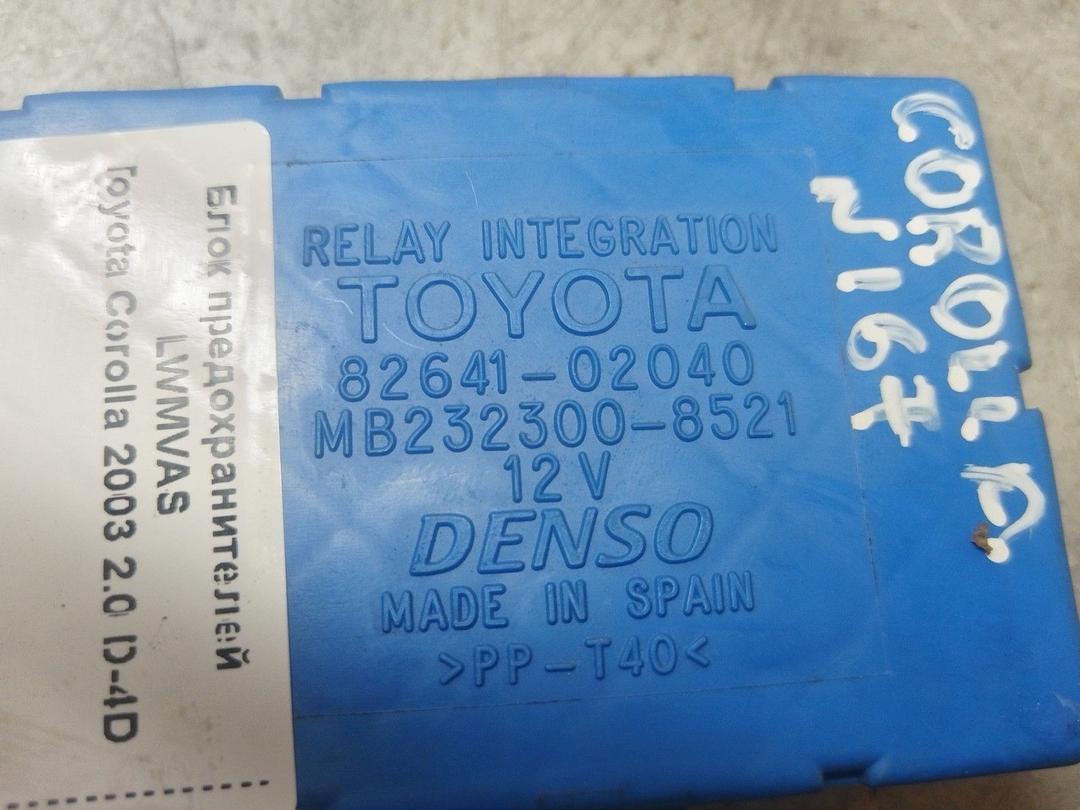 Блок предохранителей
LWMVAS
Toyota Corolla 2003 2.0 D-4D
RELAY INTEGRATION
TOYOTA
82641-02040
MB232300-8521
12V
DENSO
MADE IN SPAIN
>PP-T40<
COROLLA
N167